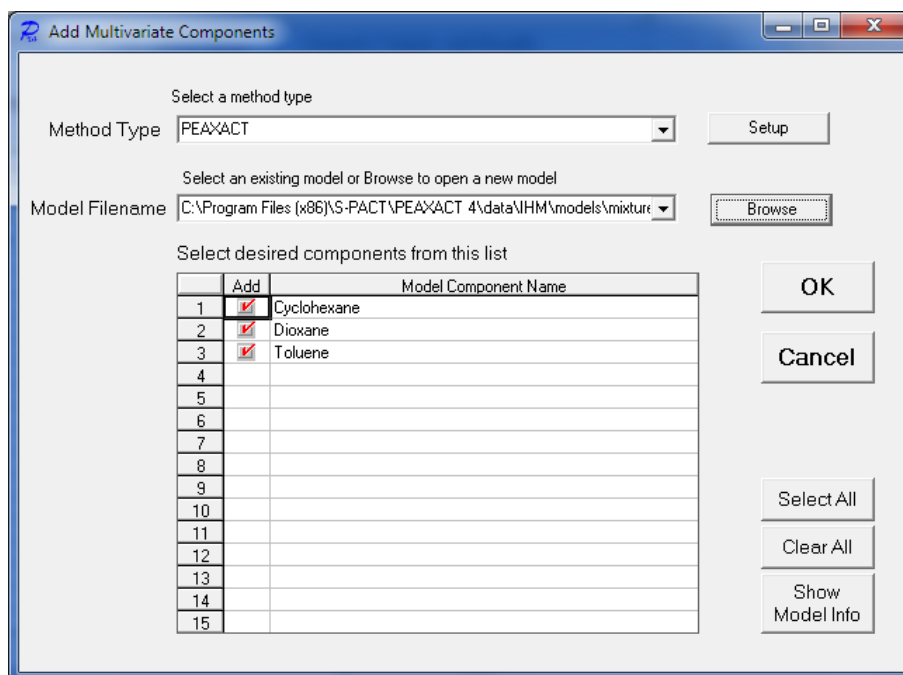 Add Multivariate Components
Select a method type
Method Type PEAXACT Setup
Select an existing model or Browse to open a new model
Model Filename C:\Program Files (x86)\S-PACT\PEAXACT 4\data\IHM\models\mixture Browse
Select desired components from this list
Add Model Component Name
1 Cyclohexane
2 Dioxane
3 Toluene
4
5
6
7
8
9
10
11
12
13
14
15
OK
Cancel
Select All
Clear All
Show
Model Info